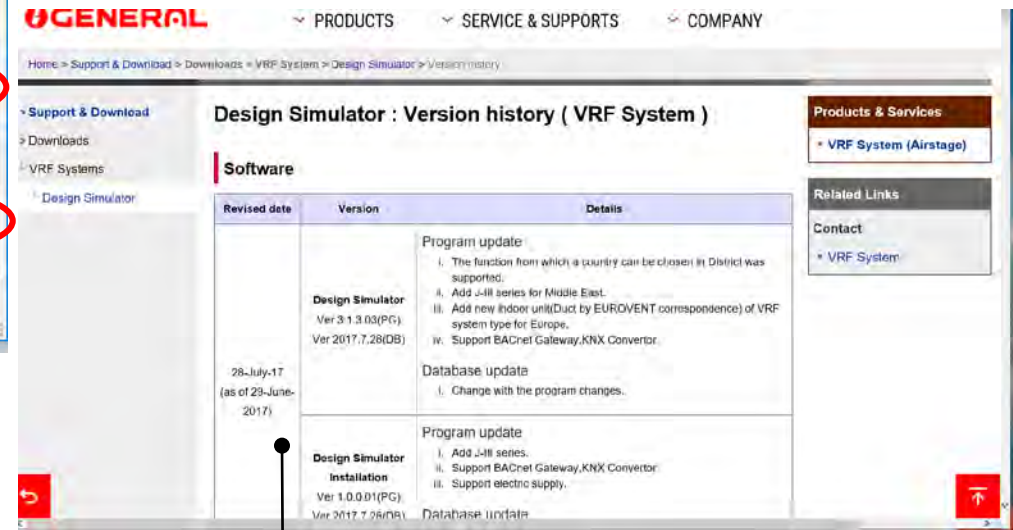 GENERAL
PRODUCTS
SERVICE & SUPPORTS
COMPANY
Home > Support & Download > Downloads > VRF System > Design Simulator > Version history
Support & Download
> Downloads
VRF Systems
Design Simulator
Design Simulator : Version history ( VRF System )
Software
Revised date Version Details
28-July-17
(as of 29-June-
2017)
Design Simulator
Ver 3.1.3.03(PG)
Ver 2017.7.28(DB)
Program update
i. The function from which a country can be chosen in District was
supported.
ii. Add J-III series for Middle East.
iii. Add new indoor unit(Duct by EUROVENT correspondence) of VRF
system type for Europe.
iv. Support BACnet Gateway,KNX Convertor.
Database update
i. Change with the program changes.
Design Simulator
Installation
Ver 1.0.0.01(PG)
Ver 2017.7.26(DB)
Program update
i. Add J-III series.
ii. Support BACnet Gateway,KNX Convertor
iii. Support electric supply.
Database update
Products & Services
VRF System (Airstage)
Related Links
Contact
VRF System